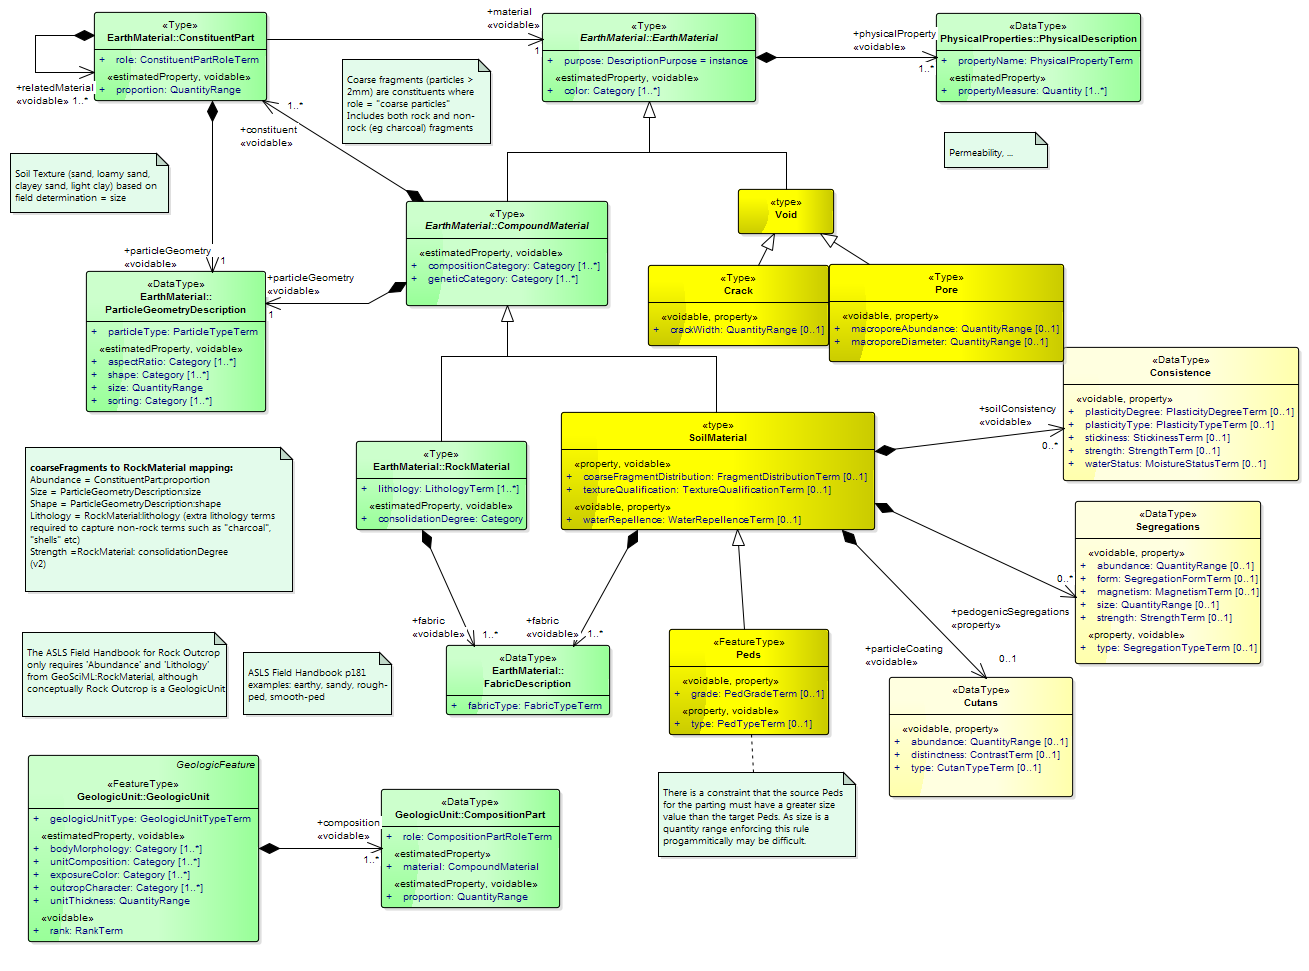 «Type»
EarthMaterial::ConstituentPart
+ role: ConstituentPartRoleTerm
«estimatedProperty, voidable»
+ proportion: QuantityRange
+relatedMaterial
«voidable» 1..*
+material
«voidable»
1
«Type»
EarthMaterial::EarthMaterial
+ purpose: DescriptionPurpose = instance
«estimatedProperty, voidable»
+ color: Category [1..*]
+physicalProperty
«voidable»
1..*
«DataType»
PhysicalProperties::PhysicalDescription
+ propertyName: PhysicalPropertyTerm
«estimatedProperty»
+ propertyMeasure: Quantity [1..*]
Coarse fragments (particles >
2mm) are constituents where
role = "coarse particles"
Includes both rock and non-
rock (eg charcoal) fragments
1..*
+constituent
«voidable»
Permeability, ...
Soil Texture (sand, loamy sand,
clayey sand, light clay) based on
field determination = size
«type»
Void
«Type»
EarthMaterial::CompoundMaterial
«estimatedProperty, voidable»
+ compositionCategory: Category [1..*]
+ geneticCategory: Category [1..*]
+particleGeometry
«voidable»
1
+particleGeometry
«voidable»
1
«DataType»
EarthMaterial::
ParticleGeometryDescription
+ particleType: ParticleTypeTerm
«estimatedProperty, voidable»
+ aspectRatio: Category [1..*]
+ shape: Category [1..*]
+ size: QuantityRange
+ sorting: Category [1..*]
«Type»
Crack
«voidable, property»
+ crackWidth: QuantityRange [0..1]
«Type»
Pore
«voidable, property»
+ macroporeAbundance: QuantityRange [0..1]
+ macroporeDiameter: QuantityRange [0..1]
«DataType»
Consistence
«voidable, property»
+ plasticityDegree: PlasticityDegreeTerm [0..1]
+ plasticityType: PlasticityTypeTerm [0..1]
+ stickiness: StickinessTerm [0..1]
+ strength: StrengthTerm [0..1]
+ waterStatus: MoistureStatusTerm [0..1]
+soilConsistency
«voidable»
0..*
«type»
SoilMaterial
«property, voidable»
+ coarseFragmentDistribution: FragmentDistributionTerm [0..1]
+ textureQualification: TextureQualificationTerm [0..1]
«voidable, property»
+ waterRepellence: WaterRepellenceTerm [0..1]
«Type»
EarthMaterial::RockMaterial
+ lithology: LithologyTerm [1..*]
«estimatedProperty, voidable»
+ consolidationDegree: Category
coarseFragments to RockMaterial mapping:
Abundance = ConstituentPart:proportion
Size = ParticleGeometryDescription:size
Shape = ParticleGeometryDescription:shape
Lithology = RockMaterial:lithology (extra lithology terms
required to capture non-rock terms such as "charcoal",
"shells" etc)
Strength =RockMaterial: consolidationDegree
(v2)
«DataType»
Segregations
«voidable, property»
+ abundance: QuantityRange [0..1]
+ form: SegregationFormTerm [0..1]
+ magnetism: MagnetismTerm [0..1]
+ size: QuantityRange [0..1]
+ strength: StrengthTerm [0..1]
«property, voidable»
+ type: SegregationTypeTerm [0..1]
0..*
+pedogenicSegregations
«property»
+particleCoating
«voidable»
0..1
+fabric
«voidable»
1..*
+fabric
«voidable»
1..*
The ASLS Field Handbook for Rock Outcrop
only requires 'Abundance' and 'Lithology'
from GeoSciML:RockMaterial, although
conceptually Rock Outcrop is a GeologicUnit
ASLS Field Handbook p181
examples: earthy, sandy, rough-
ped, smooth-ped
«DataType»
EarthMaterial::
FabricDescription
+ fabricType: FabricTypeTerm
«FeatureType»
Peds
«voidable, property»
+ grade: PedGradeTerm [0..1]
«property, voidable»
+ type: PedTypeTerm [0..1]
«DataType»
Cutans
«voidable, property»
+ abundance: QuantityRange [0..1]
+ distinctness: ContrastTerm [0..1]
+ type: CutanTypeTerm [0..1]
There is a constraint that the source Peds
for the parting must have a greater size
value than the target Peds. As size is a
quantity range enforcing this rule
progammitically may be difficult.
GeologicFeature
«FeatureType»
GeologicUnit::GeologicUnit
+ geologicUnitType: GeologicUnitTypeTerm
«estimatedProperty, voidable»
+ bodyMorphology: Category [1..*]
+ unitComposition: Category [1..*]
+ exposureColor: Category [1..*]
+ outcropCharacter: Category [1..*]
+ unitThickness: QuantityRange
«voidable»
+ rank: RankTerm
+composition
«voidable»
1..*
«DataType»
GeologicUnit::CompositionPart
+ role: CompositionPartRoleTerm
«estimatedProperty»
+ material: CompoundMaterial
«estimatedProperty, voidable»
+ proportion: QuantityRange